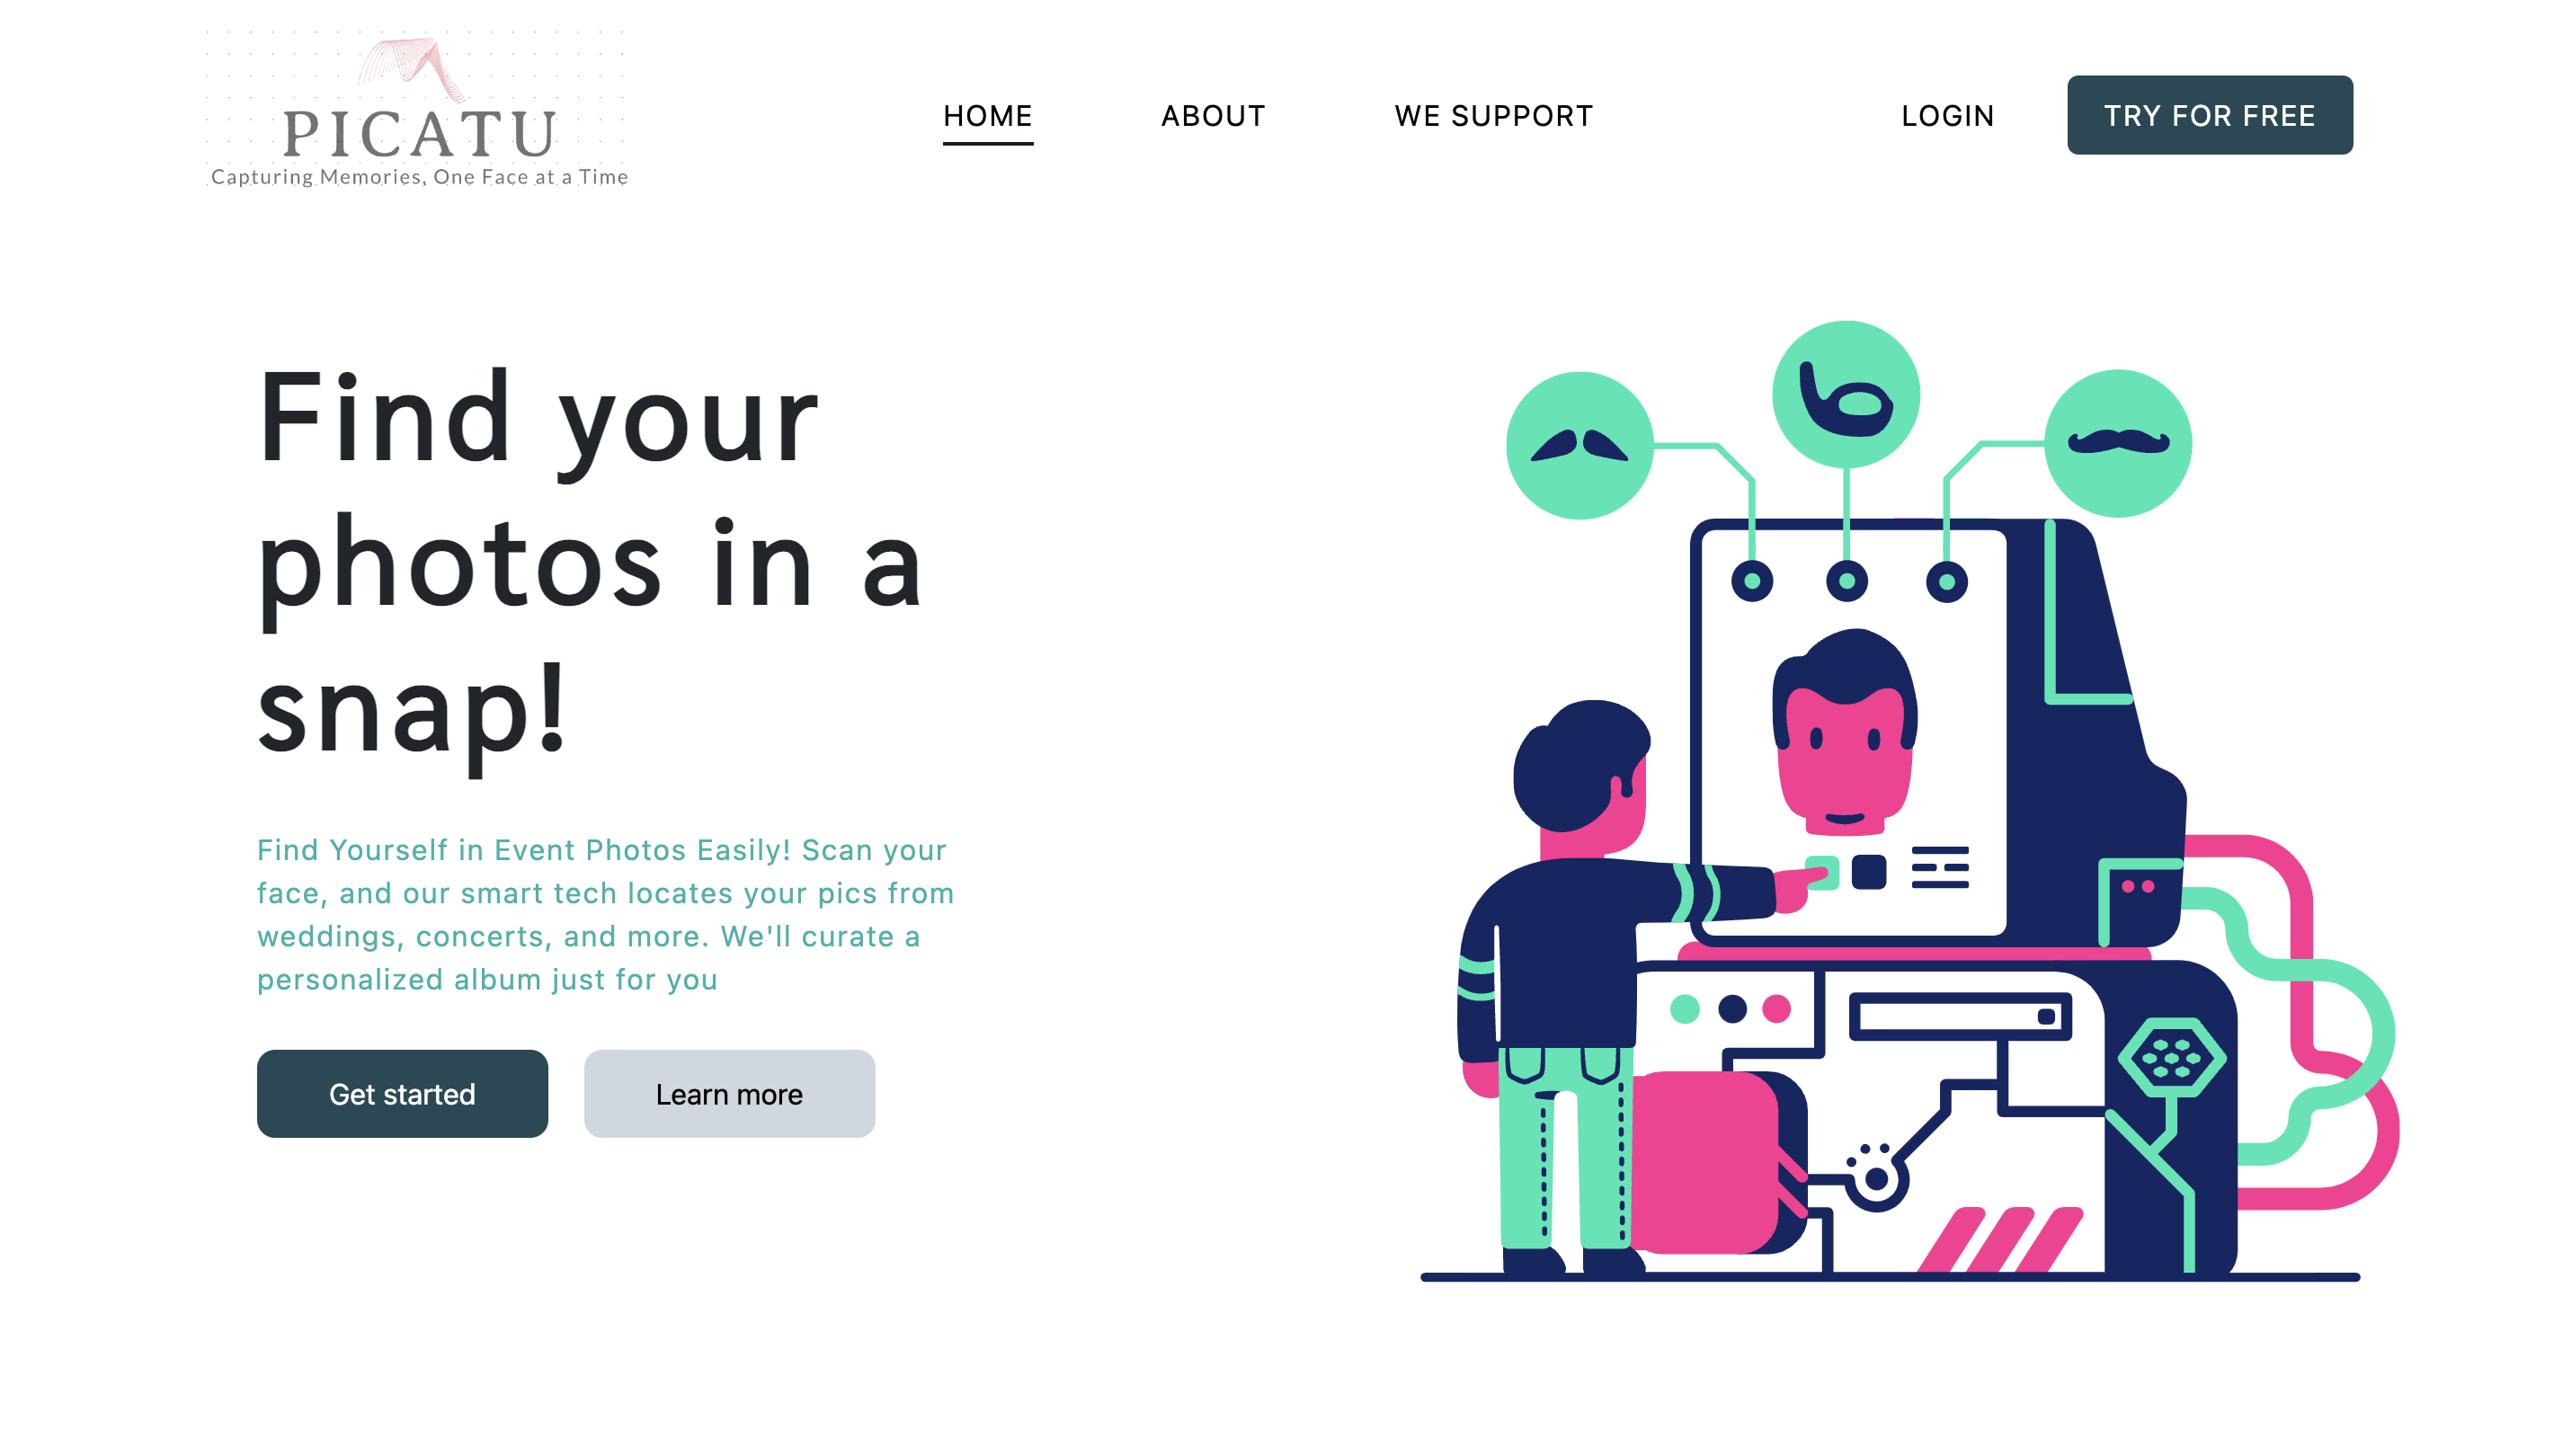 PICATU
Capturing Memories, One Face at a Time
HOME
ABOUT
WE SUPPORT
LOGIN
TRY FOR FREE
Find your
photos in a
snap!
Find Yourself in Event Photos Easily! Scan your
face, and our smart tech locates your pics from
weddings, concerts, and more. We'll curate a
personalized album just for you
Get started
Learn more